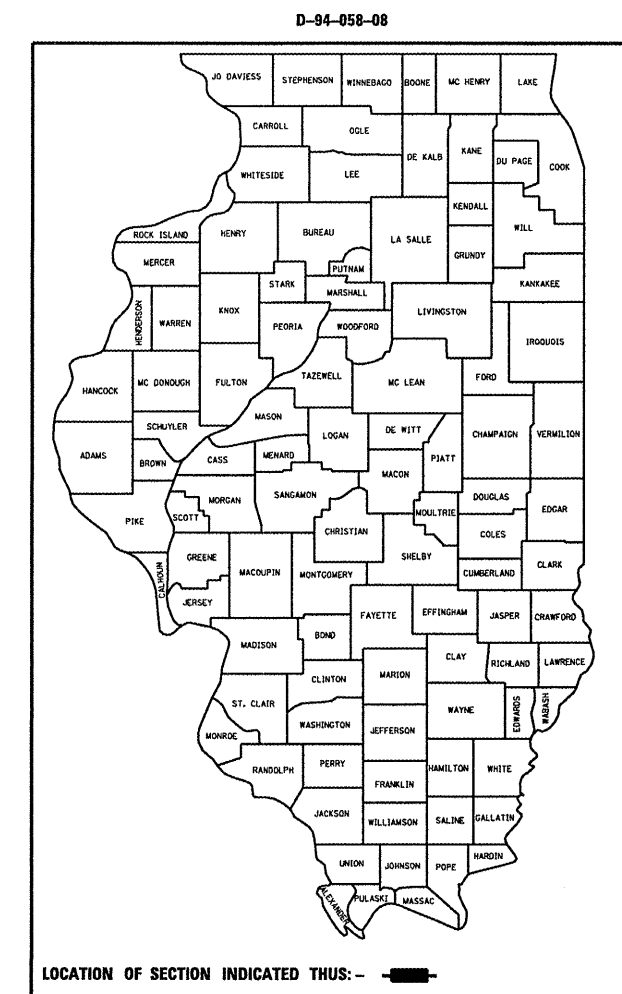 D-94-058-08
JO DAVIESS STEPHENSON WINNEBAGO BOONE MC HENRY LAKE
CARROLL OGLE DE KALB KANE DU PAGE COOK
WHITESIDE LEE
KENDALL WILL
ROCK ISLAND HENRY BUREAU LA SALLE
GRUNDY
MERCER PUTNAM
STARK MARSHALL KANKAKEE
HENDERSON WARREN KNOX PEORIA WOODFORD LIVINGSTON
IROQUOIS
HANCOCK MC DONOUGH FULTON TAZEWELL MC LEAN FORD
MASON
SCHUYLER LOGAN DE WITT CHAMPAIGN VERMILION
ADAMS BROWN CASS MENARD PIATT
MACON
MORGAN SANGAMON DOUGLAS EDGAR
PIKE SCOTT CHRISTIAN MOULTRIE
COLES
GREENE SHELBY
CALHOUN MACOUPIN MONTGOMERY CUMBERLAND CLARK
JERSEY
FAYETTE EFFINGHAM JASPER CRAWFORD
MADISON BOND
CLAY RICHLAND LAWRENCE
CLINTON MARION
ST. CLAIR WAYNE EDWARDS WABASH
WASHINGTON JEFFERSON
MONROE
RANDOLPH PERRY HAMILTON WHITE
FRANKLIN
JACKSON WILLIAMSON SALINE GALLATIN
UNION JOHNSON POPE HARDIN
ALEXANDER PULASKI MASSAC
LOCATION OF SECTION INDICATED THUS: -